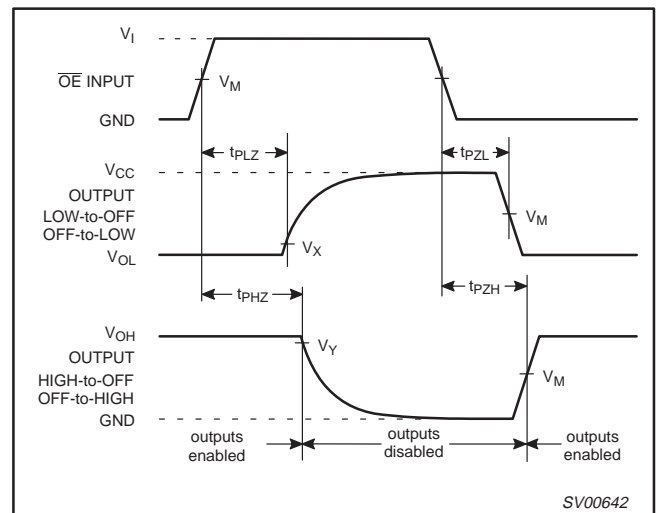 V_I
O̅E̅ INPUT
V_M
GND
t_PLZ
t_PZL
V_CC
OUTPUT
LOW-to-OFF
OFF-to-LOW
V_M
V_X
V_OL
t_PHZ
t_PZH
V_OH
OUTPUT
V_Y
HIGH-to-OFF
OFF-to-HIGH
V_M
GND
outputs
enabled
outputs
disabled
outputs
enabled
SV00642